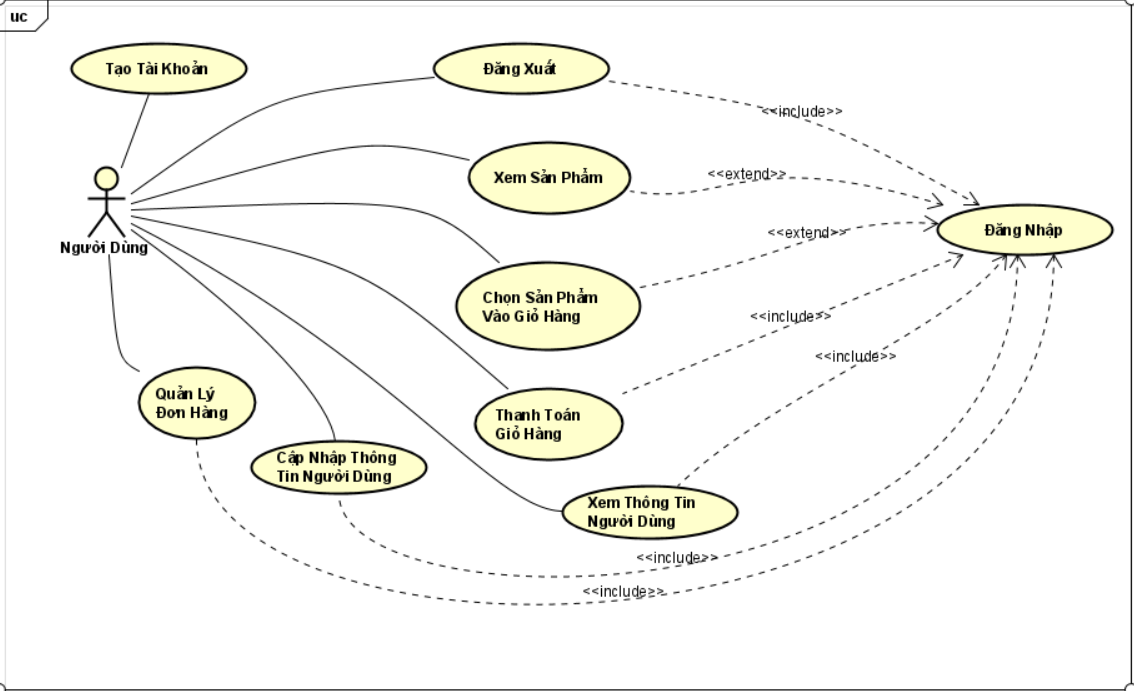 uc
Tạo Tài Khoản
Đăng Xuất
<<include>>
Xem Sản Phẩm
<<extend>>
Đăng Nhập
Người Dùng
<<extend>>
Chọn Sản Phẩm
Vào Giỏ Hàng
<<include>>
<<include>>
Quản Lý
Đơn Hàng
Thanh Toán
Giỏ Hàng
Cập Nhập Thông
Tin Người Dùng
Xem Thông Tin
Người Dùng
<<include>>
<<include>>